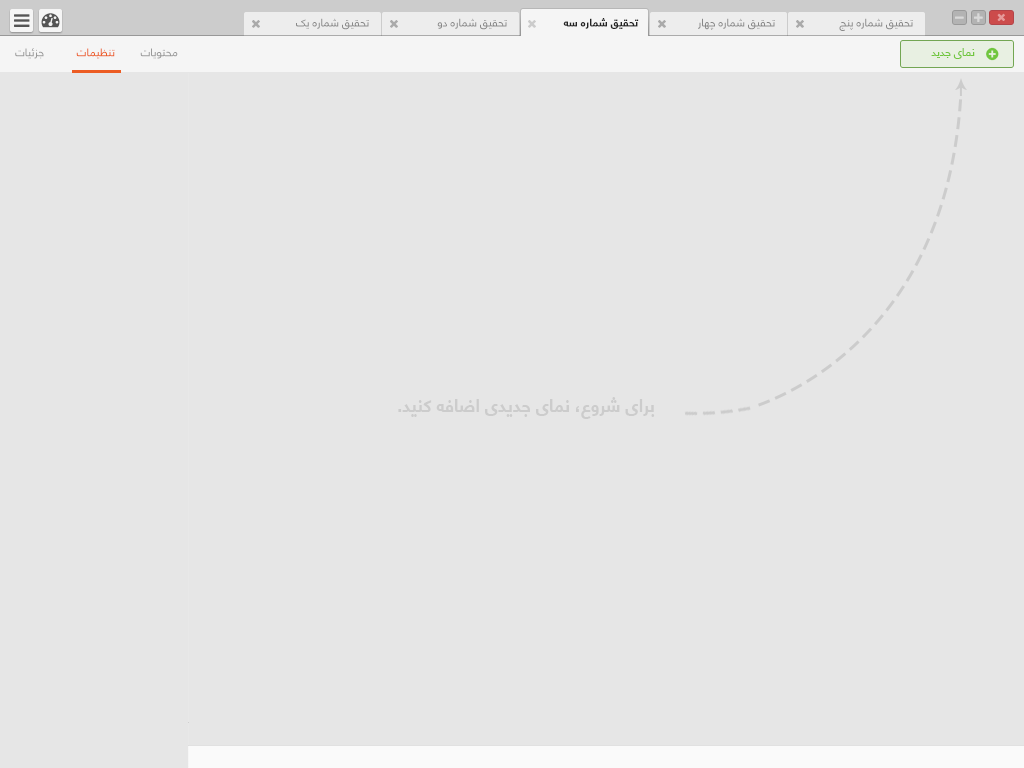 تحقیق شماره پنج
تحقیق شماره چهار
تحقیق شماره سه
تحقیق شماره دو
تحقیق شماره یک
نمای جدید
محتویات
تنظیمات
جزئیات
برای شروع، نمای جدیدی اضافه کنید.